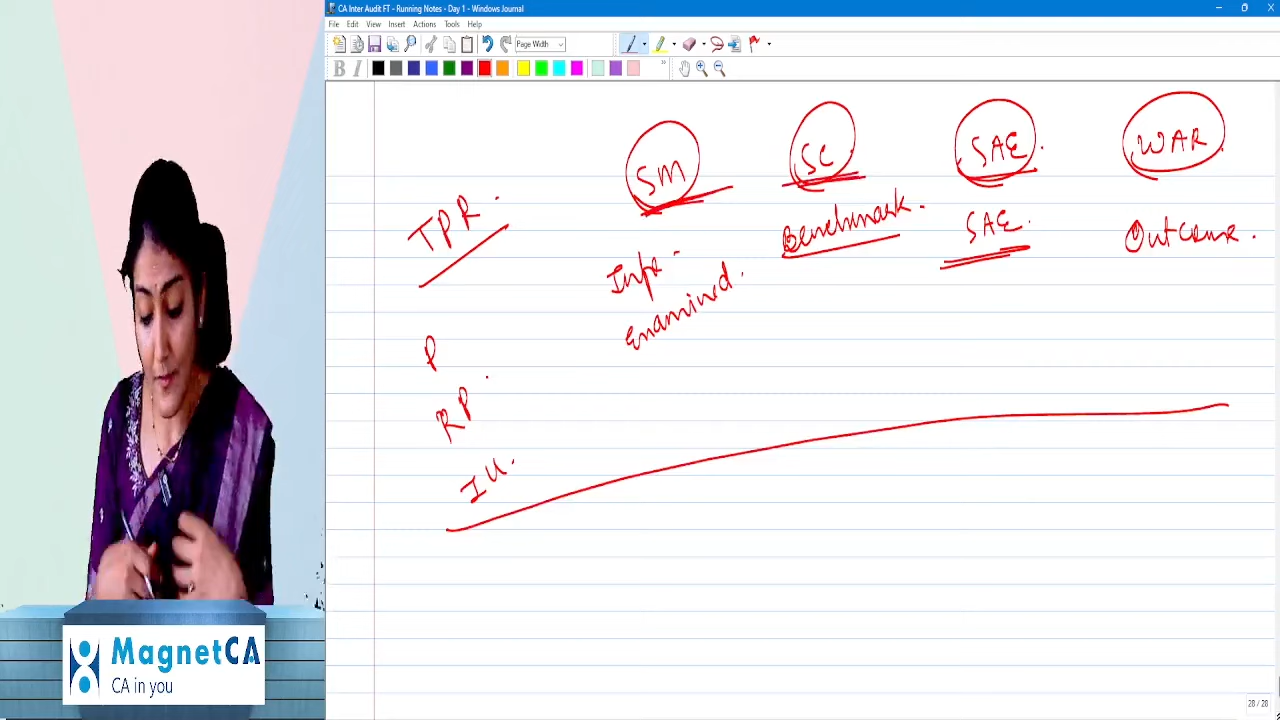 CA Inter Audit FT - Running Notes - Day 1 - Windows Journal
File Edit View Insert Actions Tools Help
Page Width
B I
SM SC SAE. WAR
TPR.
Infr - Benchmark. SAE. Outcome.
Examined.
P
RP
IU.
MagnetCA
CA in you
28 / 28